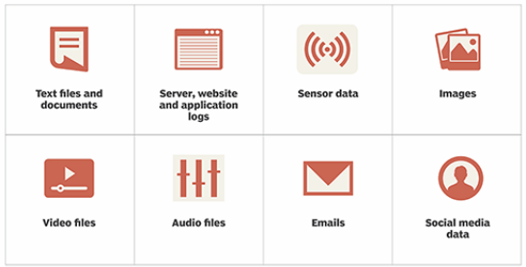 Text files and
documents
Server, website
and application
logs
Sensor data
Images
Video files
Audio files
Emails
Social media
data